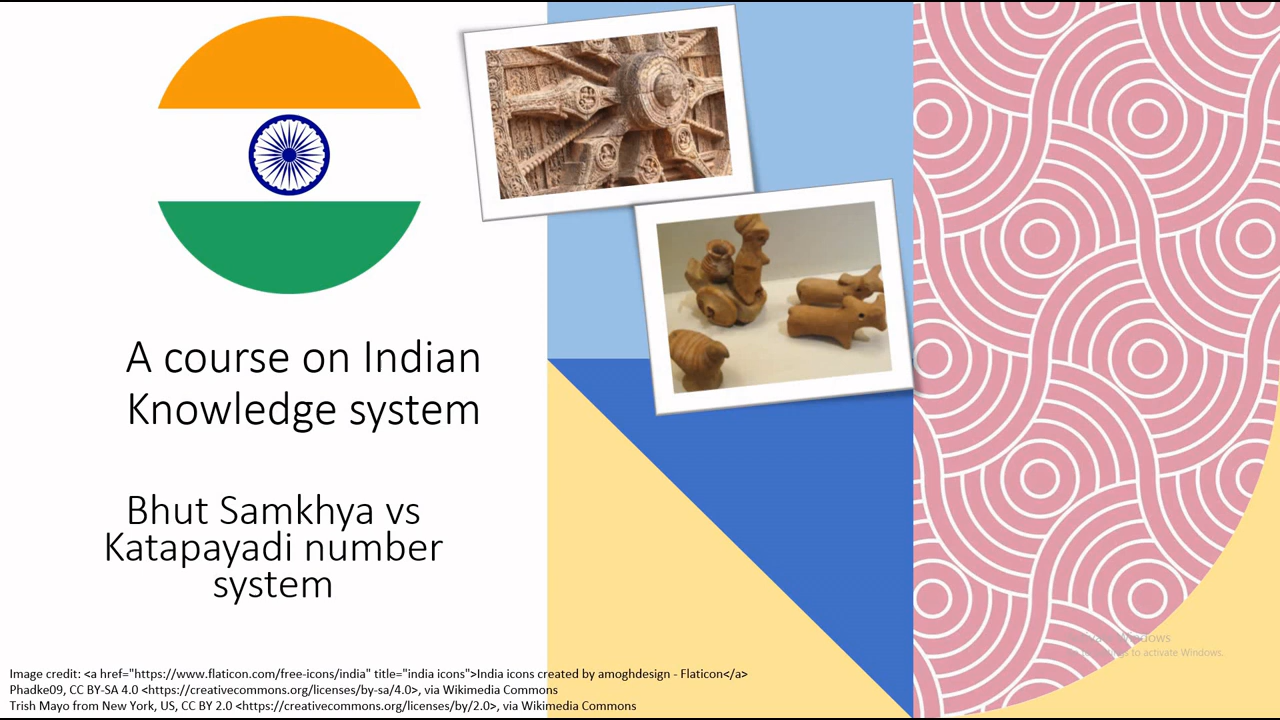 A course on Indian
Knowledge system
Bhut Samkhya vs
Katapayadi number
system
Image credit: <a href="https://www.flaticon.com/free-icons/india" title="india icons">India icons created by amoghdesign - Flaticon</a>
Phadke09, CC BY-SA 4.0 <https://creativecommons.org/licenses/by-sa/4.0>, via Wikimedia Commons
Trish Mayo from New York, US, CC BY 2.0 <https://creativecommons.org/licenses/by/2.0>, via Wikimedia Commons
to activate Windows.